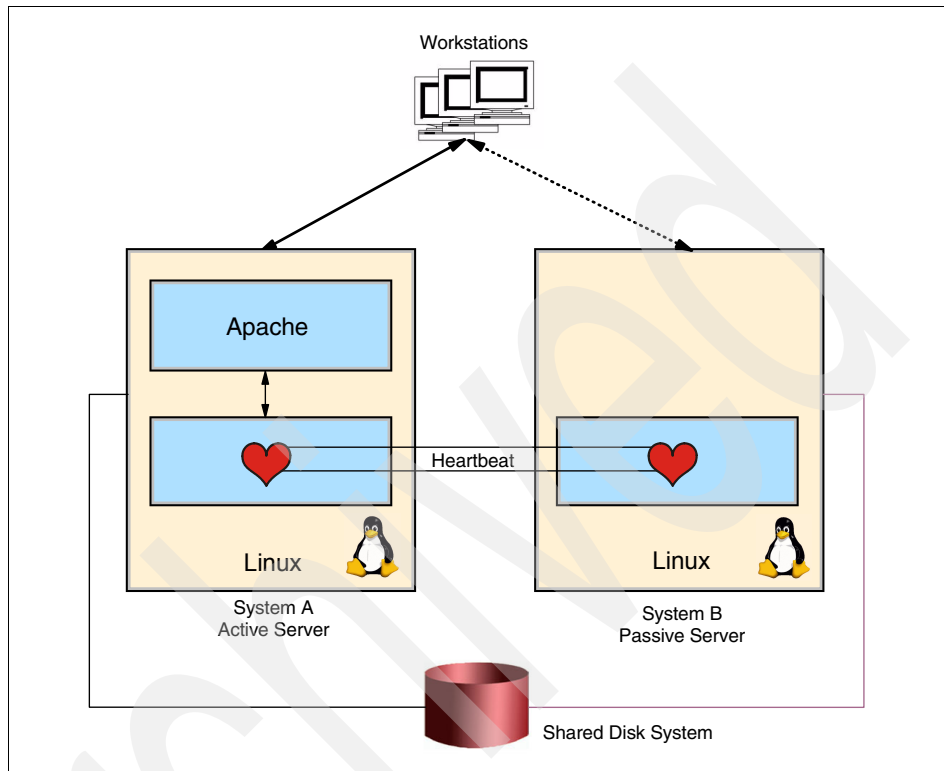 Workstations
Apache
Heartbeat
Linux
Linux
System A
Active Server
System B
Passive Server
Shared Disk System